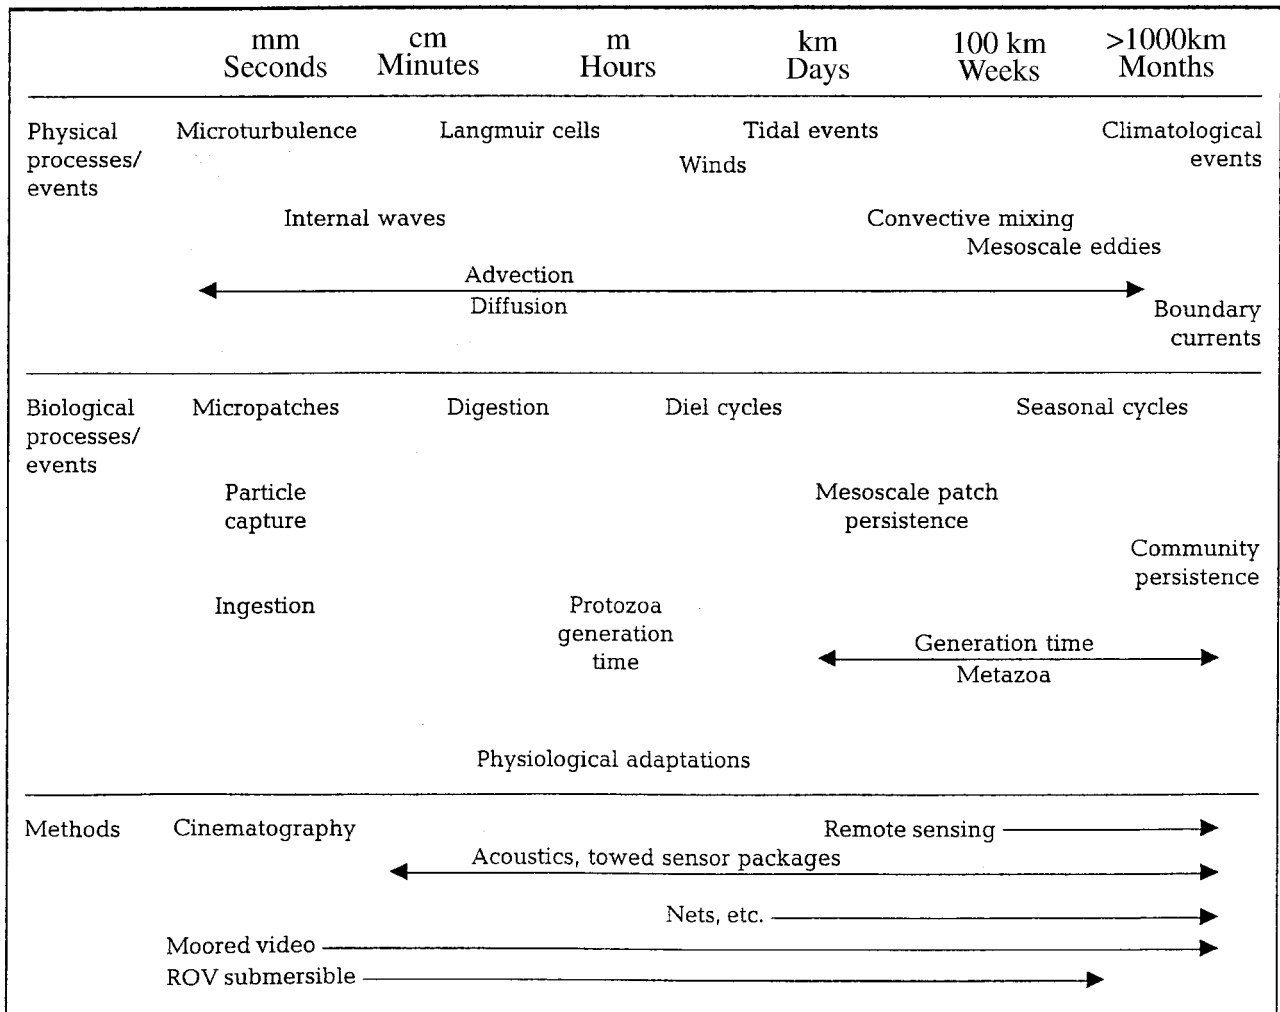 mm cm m km 100 km >1000km
Seconds Minutes Hours Days Weeks Months
Physical processes/ events
Microturbulence Langmuir cells Tidal events Climatological events
Winds
Internal waves Convective mixing
Mesoscale eddies
Advection
Diffusion
Boundary currents
Biological processes/ events
Micropatches Digestion Diel cycles Seasonal cycles
Particle capture
Mesoscale patch persistence
Community persistence
Ingestion
Protozoa generation time
Generation time
Metazoa
Physiological adaptations
Methods Cinematography Remote sensing
Acoustics, towed sensor packages
Nets, etc.
Moored video
ROV submersible